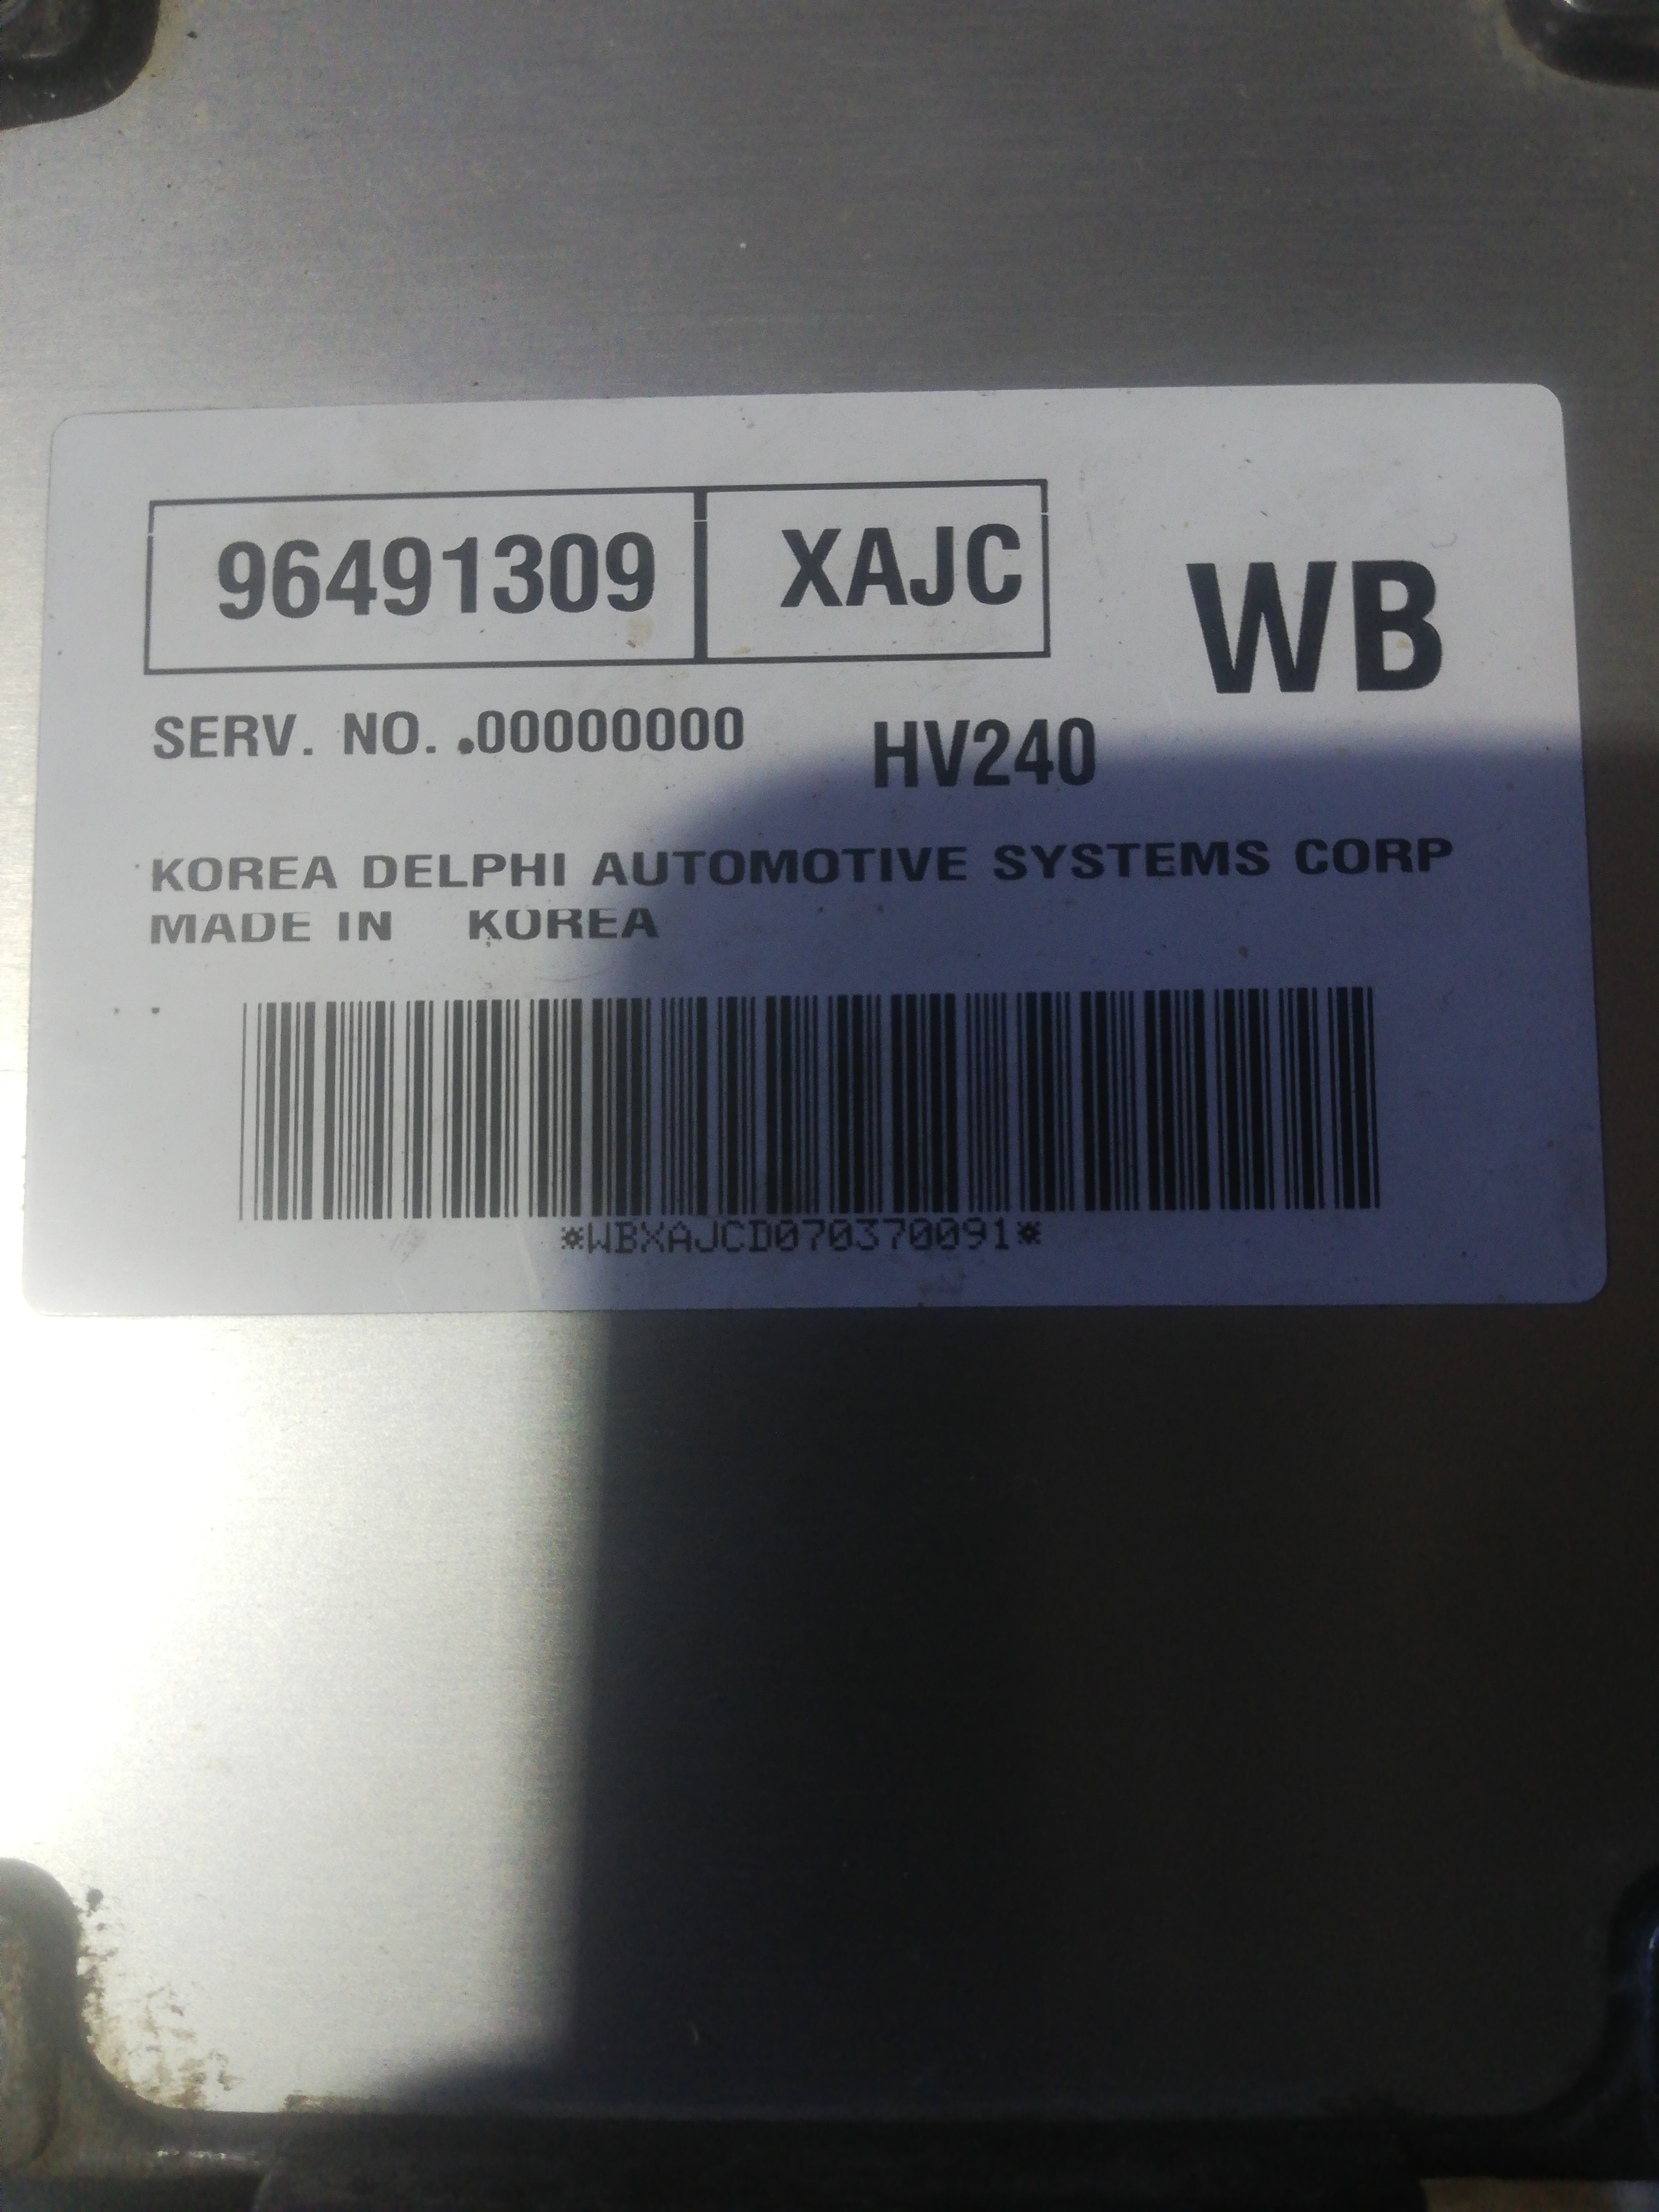 96491309 XAJC
WB
SERV. NO. .00000000 HV240
KOREA DELPHI AUTOMOTIVE SYSTEMS CORP
MADE IN KOREA
*WBXAJCD070370091*